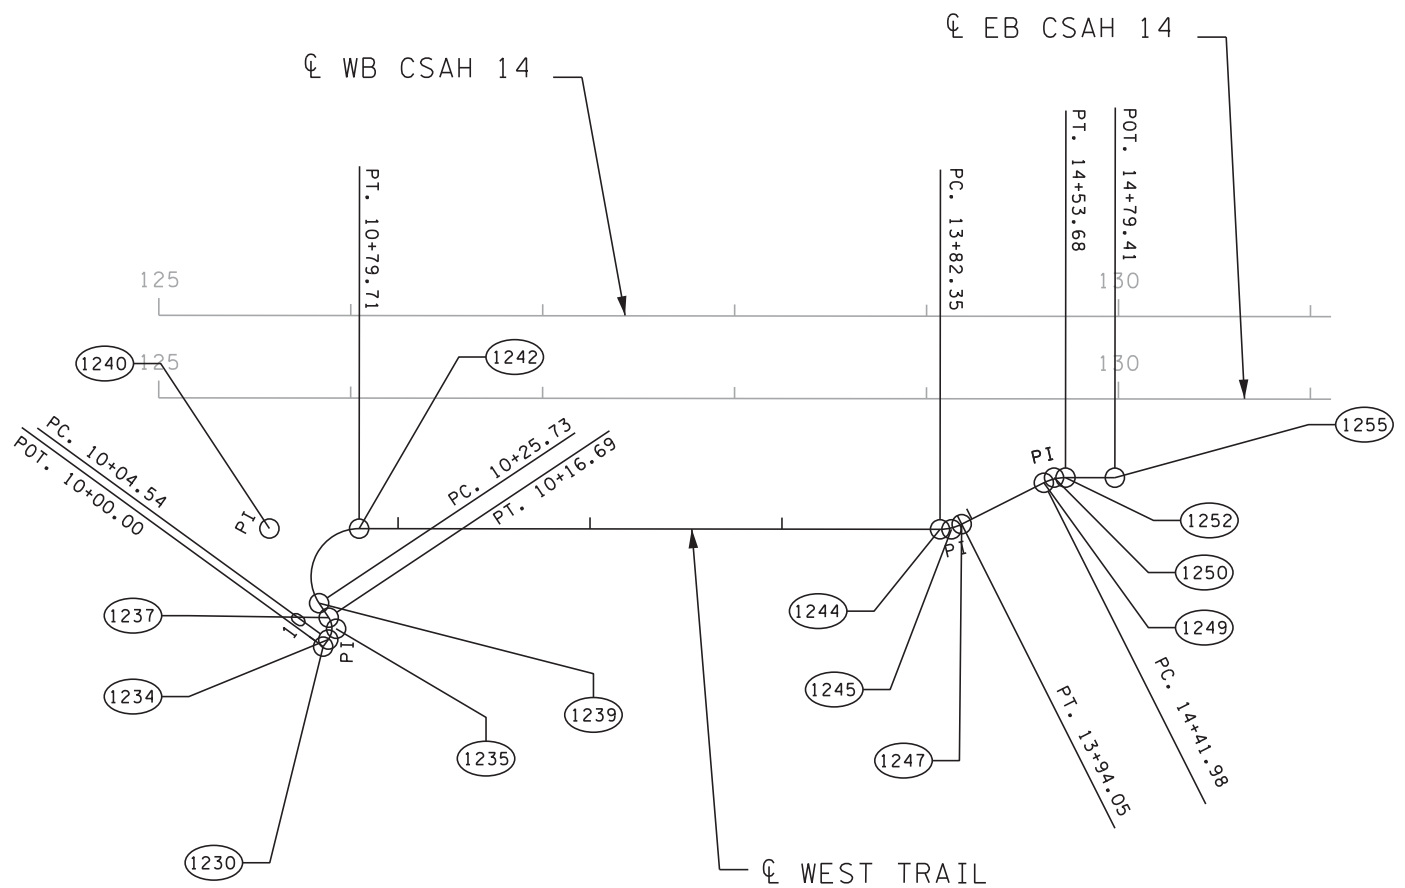 ℄ EB CSAH 14
℄ WB CSAH 14
PT. 10+79.71
PC. 13+82.35
PT. 14+53.68
POT. 14+79.41
125
130
125
130
1240
1242
1255
PC. 10+04.54
POT. 10+00.00
PC. 10+25.73
PT. 10+16.69
PI
PI
PI
1252
1250
1249
1237
10
PI
1244
1234
1245
1239
1235
1247
PC. 14+41.98
PT. 13+94.05
1230
℄ WEST TRAIL